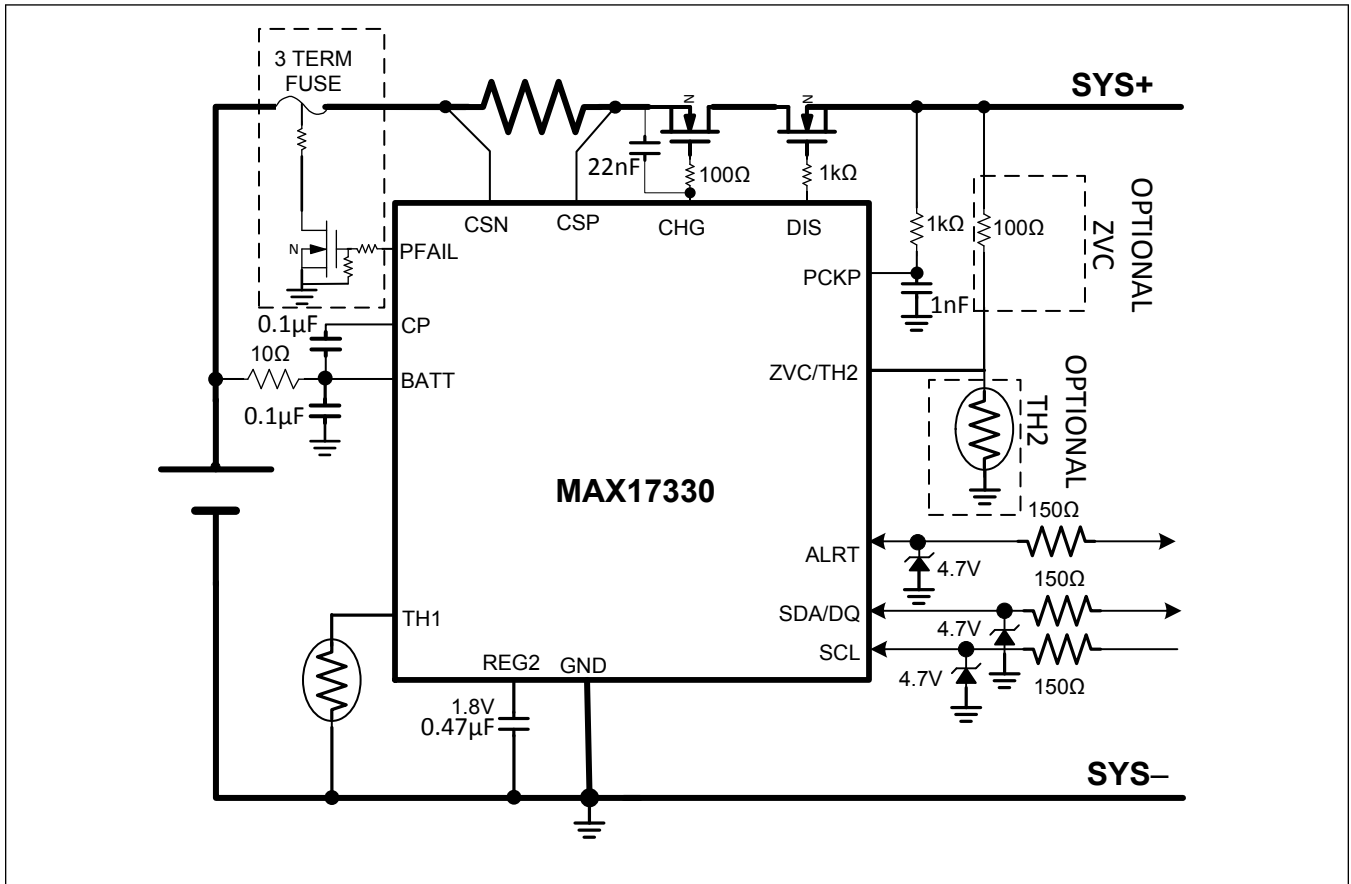 3 TERM
FUSE
SYS+
N
N
22nF
100Ω
1kΩ
CSN
CSP
CHG
DIS
N
PFAIL
1kΩ
100Ω
OPTIONAL
ZVC
PCKP
1nF
0.1µF
CP
10Ω
BATT
0.1µF
ZVC/TH2
OPTIONAL
TH2
MAX17330
150Ω
ALRT
4.7V
150Ω
SDA/DQ
4.7V
SCL
4.7V
150Ω
TH1
REG2
GND
1.8V
0.47µF
SYS–